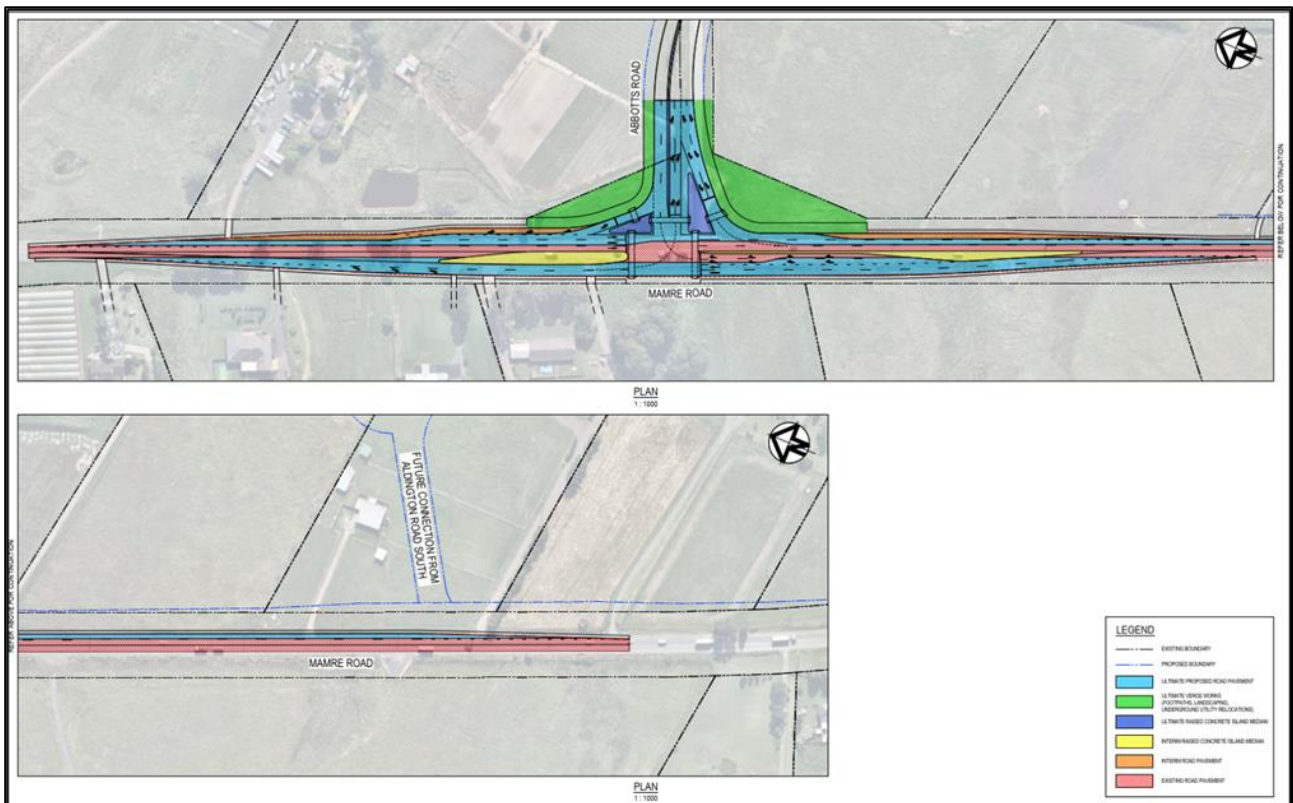 ABBOTTS ROAD
REFER BELOW FOR CONTINUATION
MAMRE ROAD
PLAN
1 : 1000
REFER ABOVE FOR CONTINUATION
FUTURE CONNECTION FROM
ALDINGTON ROAD SOUTH
MAMRE ROAD
PLAN
1 : 1000
LEGEND
EXISTING BOUNDARY
PROPOSED BOUNDARY
ULTIMATE PROPOSED ROAD PAVEMENT
ULTIMATE VERGE WORKS
(FOOTPATHS, LANDSCAPING,
UNDERGROUND UTILITY RELOCATIONS)
ULTIMATE RAISED CONCRETE ISLAND MEDIAN
INTERIM RAISED CONCRETE ISLAND MEDIAN
INTERIM ROAD PAVEMENT
EXISTING ROAD PAVEMENT